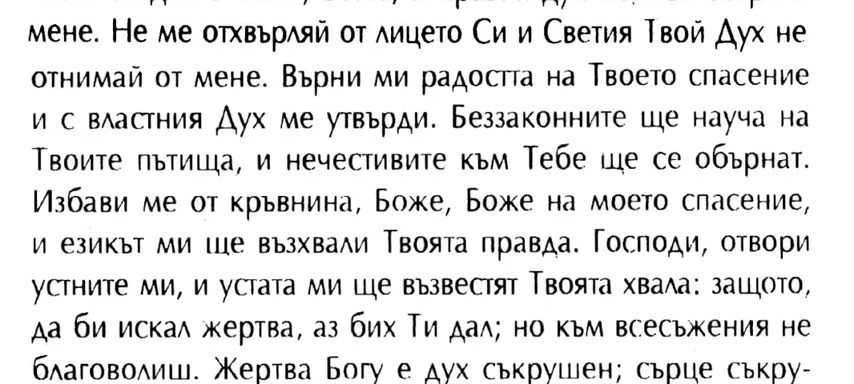 мене. Не ме отхвърляй от лицето Си и Светия Твой Дух не
отнимай от мене. Върни ми радостта на Твоето спасение
и с властния Дух ме утвърди. Беззаконните ще науча на
Твоите пътища, и нечестивите към Тебе ще се обърнат.
Избави ме от кръвнина, Боже, Боже на моето спасение,
и езикът ми ще възхвали Твоята правда. Господи, отвори
устните ми, и устата ми ще възвестят Твоята хвала: защото,
да би искал жертва, аз бих Ти дал; но към всесъжения не
благоволиш. Жертва Богу е дух съкрушен; сърце съкру-